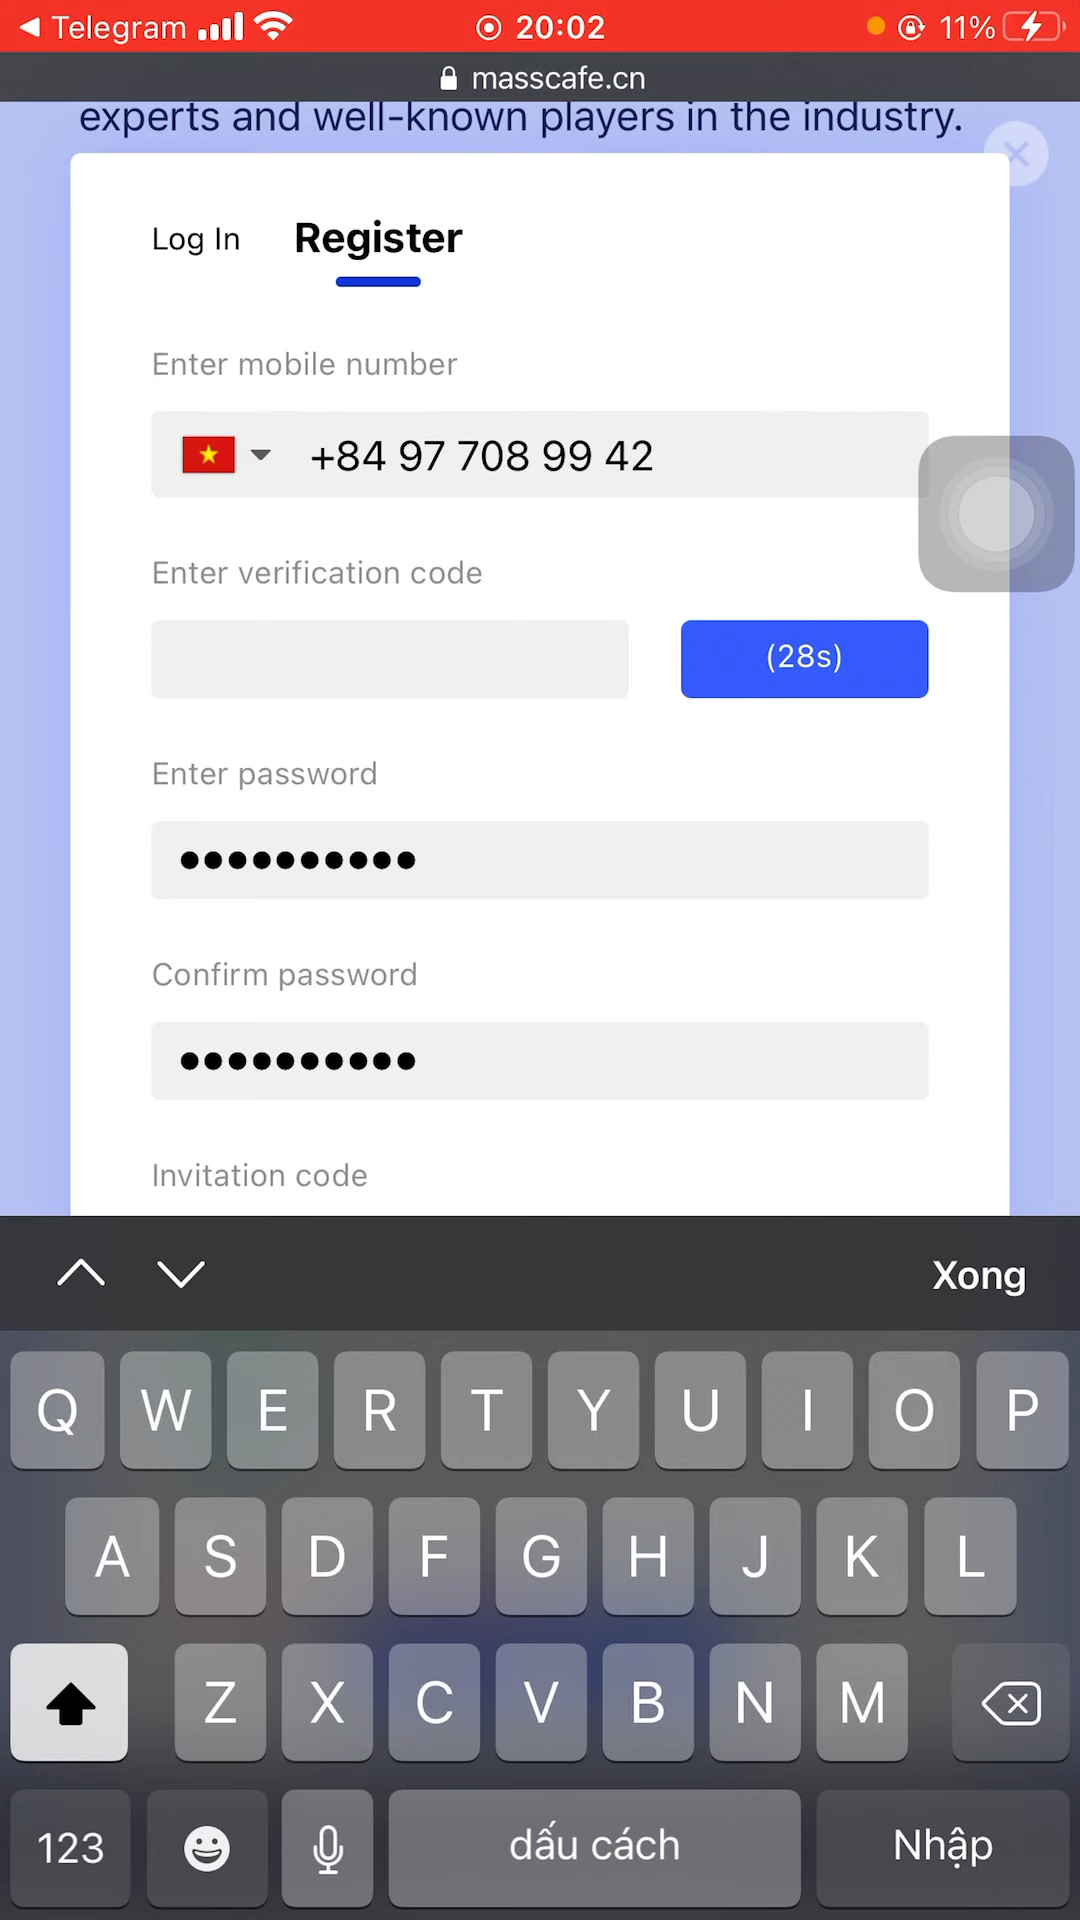 Telegram 20:02 11%
masscafe.cn
experts and well-known players in the industry.
Log In Register
Enter mobile number
+84 97 708 99 42
Enter verification code
(28s)
Enter password
Confirm password
Invitation code
Xong
Q W E R T Y U I O P
A S D F G H J K L
Z X C V B N M
123 dấu cách Nhập